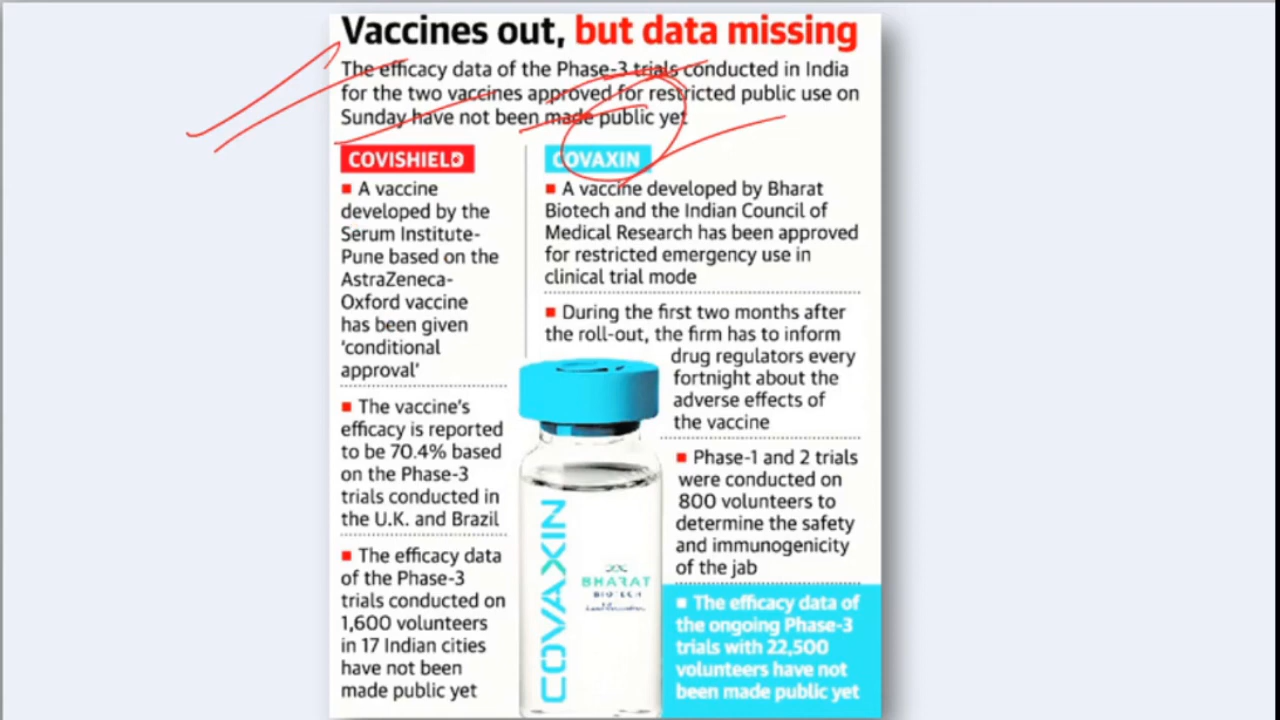 Vaccines out, but data missing
The efficacy data of the Phase-3 trials conducted in India
for the two vaccines approved for restricted public use on
Sunday have not been made public yet
COVISHIELD
■ A vaccine
developed by the
Serum Institute-
Pune based on the
AstraZeneca-
Oxford vaccine
has been given
‘conditional
approval’
■ The vaccine's
efficacy is reported
to be 70.4% based
on the Phase-3
trials conducted in
the U.K. and Brazil
■ The efficacy data
of the Phase-3
trials conducted on
1,600 volunteers
in 17 Indian cities
have not been
made public yet
COVAXIN
■ A vaccine developed by Bharat
Biotech and the Indian Council of
Medical Research has been approved
for restricted emergency use in
clinical trial mode
■ During the first two months after
the roll-out, the firm has to inform
drug regulators every
fortnight about the
adverse effects of
the vaccine
■ Phase-1 and 2 trials
were conducted on
800 volunteers to
determine the safety
and immunogenicity
of the jab
■ The efficacy data of
the ongoing Phase-3
trials with 22,500
volunteers have not
been made public yet
COVAXIN
BHARAT
BIOTECH